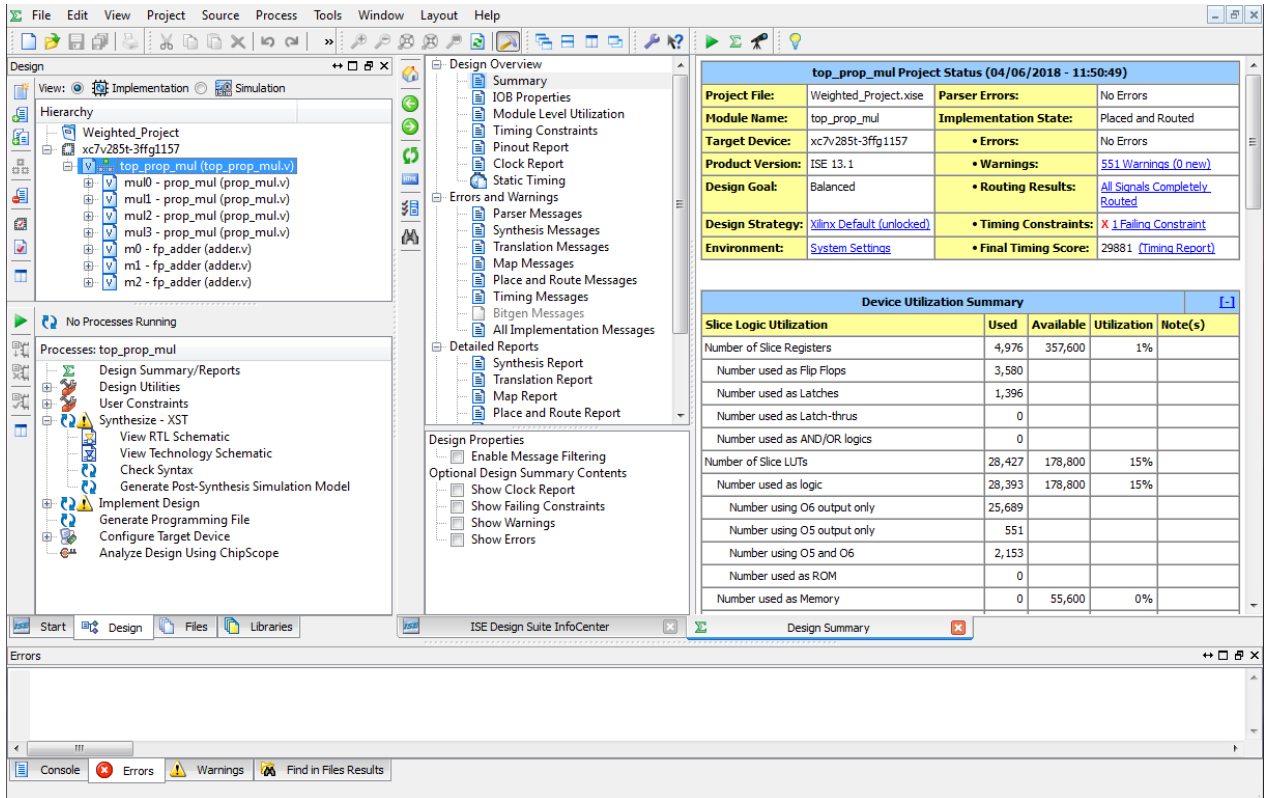 File Edit View Project Source Process Tools Window Layout Help
Design
View: Implementation Simulation
Hierarchy
Weighted_Project
xc7v285t-3ffg1157
top_prop_mul (top_prop_mul.v)
mul0 - prop_mul (prop_mul.v)
mul1 - prop_mul (prop_mul.v)
mul2 - prop_mul (prop_mul.v)
mul3 - prop_mul (prop_mul.v)
m0 - fp_adder (adder.v)
m1 - fp_adder (adder.v)
m2 - fp_adder (adder.v)
No Processes Running
Processes: top_prop_mul
Design Summary/Reports
Design Utilities
User Constraints
Synthesize - XST
View RTL Schematic
View Technology Schematic
Check Syntax
Generate Post-Synthesis Simulation Model
Implement Design
Generate Programming File
Configure Target Device
Analyze Design Using ChipScope
Start Design Files Libraries
Design Overview
Summary
IOB Properties
Module Level Utilization
Timing Constraints
Pinout Report
Clock Report
Static Timing
Errors and Warnings
Parser Messages
Synthesis Messages
Translation Messages
Map Messages
Place and Route Messages
Timing Messages
Bitgen Messages
All Implementation Messages
Detailed Reports
Synthesis Report
Translation Report
Map Report
Place and Route Report
Design Properties
Enable Message Filtering
Optional Design Summary Contents
Show Clock Report
Show Failing Constraints
Show Warnings
Show Errors
ISE Design Suite InfoCenter
Design Summary
top_prop_mul Project Status (04/06/2018 - 11:50:49)
Project File: Weighted_Project.xise Parser Errors: No Errors
Module Name: top_prop_mul Implementation State: Placed and Routed
Target Device: xc7v285t-3ffg1157 • Errors: No Errors
Product Version: ISE 13.1 • Warnings: 551 Warnings (0 new)
Design Goal: Balanced • Routing Results: All Signals Completely
Routed
Design Strategy: Xilinx Default (unlocked) • Timing Constraints: X 1 Failing Constraint
Environment: System Settings • Final Timing Score: 29881 (Timing Report)
Device Utilization Summary [-]
Slice Logic Utilization Used Available Utilization Note(s)
Number of Slice Registers 4,976 357,600 1%
Number used as Flip Flops 3,580
Number used as Latches 1,396
Number used as Latch-thrus 0
Number used as AND/OR logics 0
Number of Slice LUTs 28,427 178,800 15%
Number used as logic 28,393 178,800 15%
Number using O6 output only 25,689
Number using O5 output only 551
Number using O5 and O6 2,153
Number used as ROM 0
Number used as Memory 0 55,600 0%
Errors
Console Errors Warnings Find in Files Results